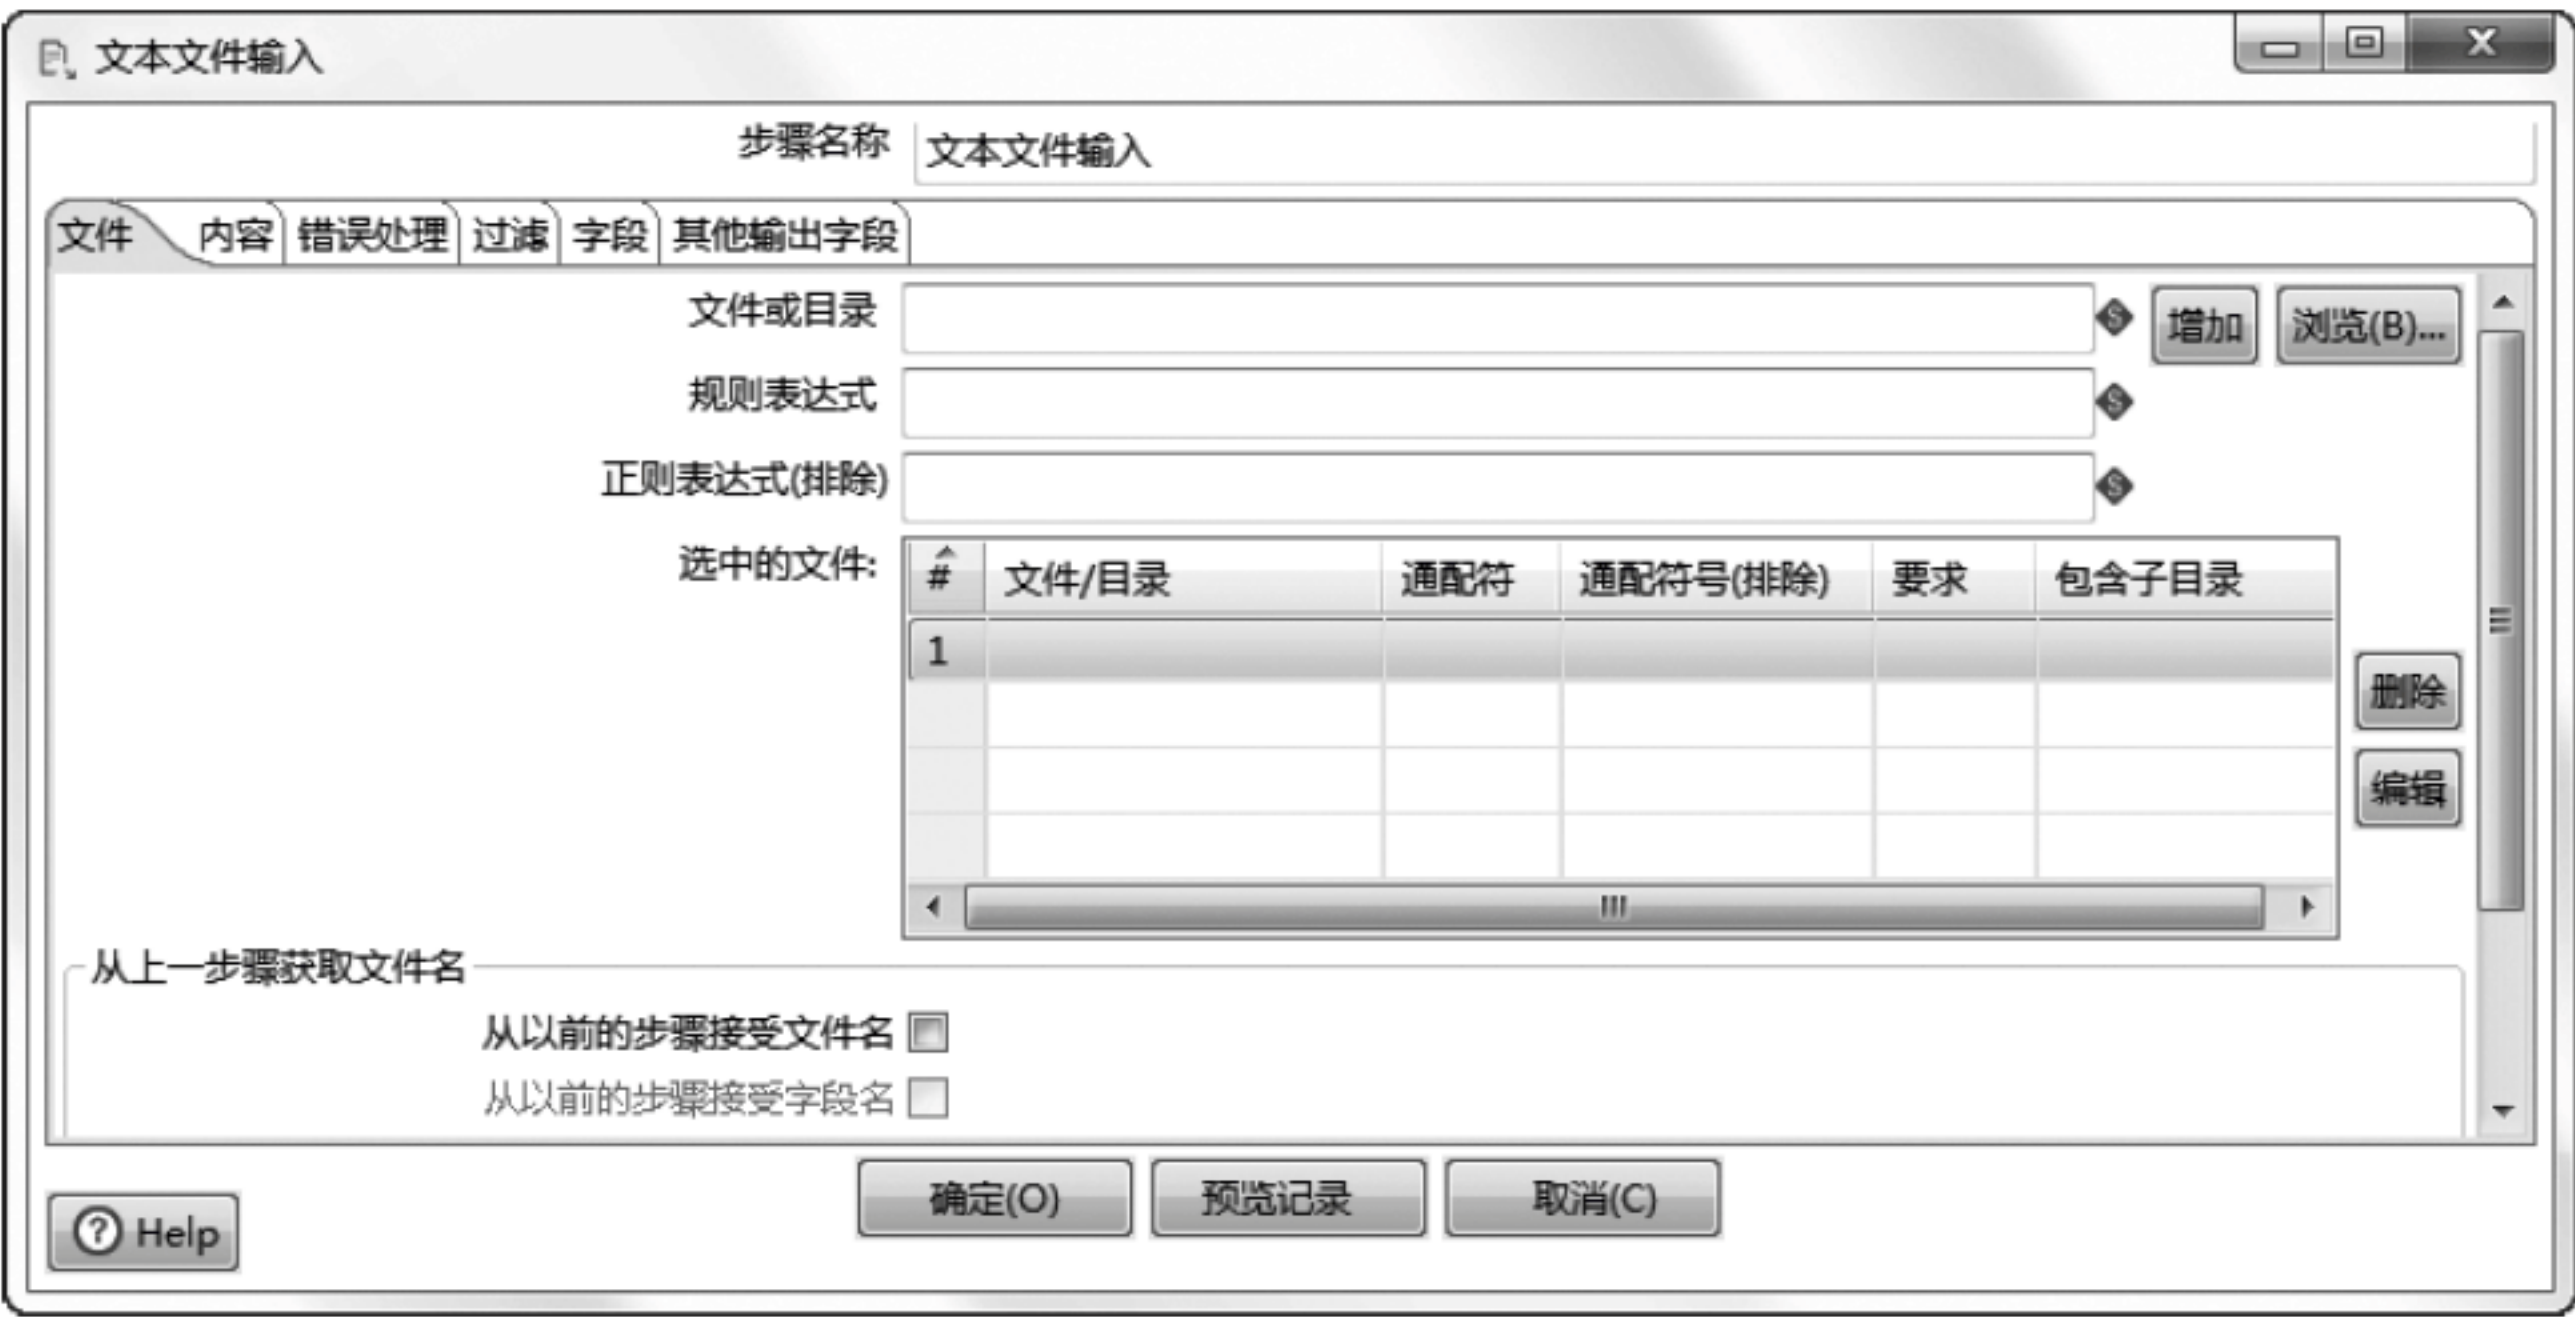 文本文件输入
步骤名称 文本文件输入
文件 内容 错误处理 过滤 字段 其他输出字段
文件或目录 增加 浏览(B)...
规则表达式
正则表达式(排除)
选中的文件: # 文件/目录 通配符 通配符号(排除) 要求 包含子目录
1
删除
编辑
从上一步骤获取文件名
从以前的步骤接受文件名
从以前的步骤接受字段名
确定(O) 预览记录 取消(C)
Help